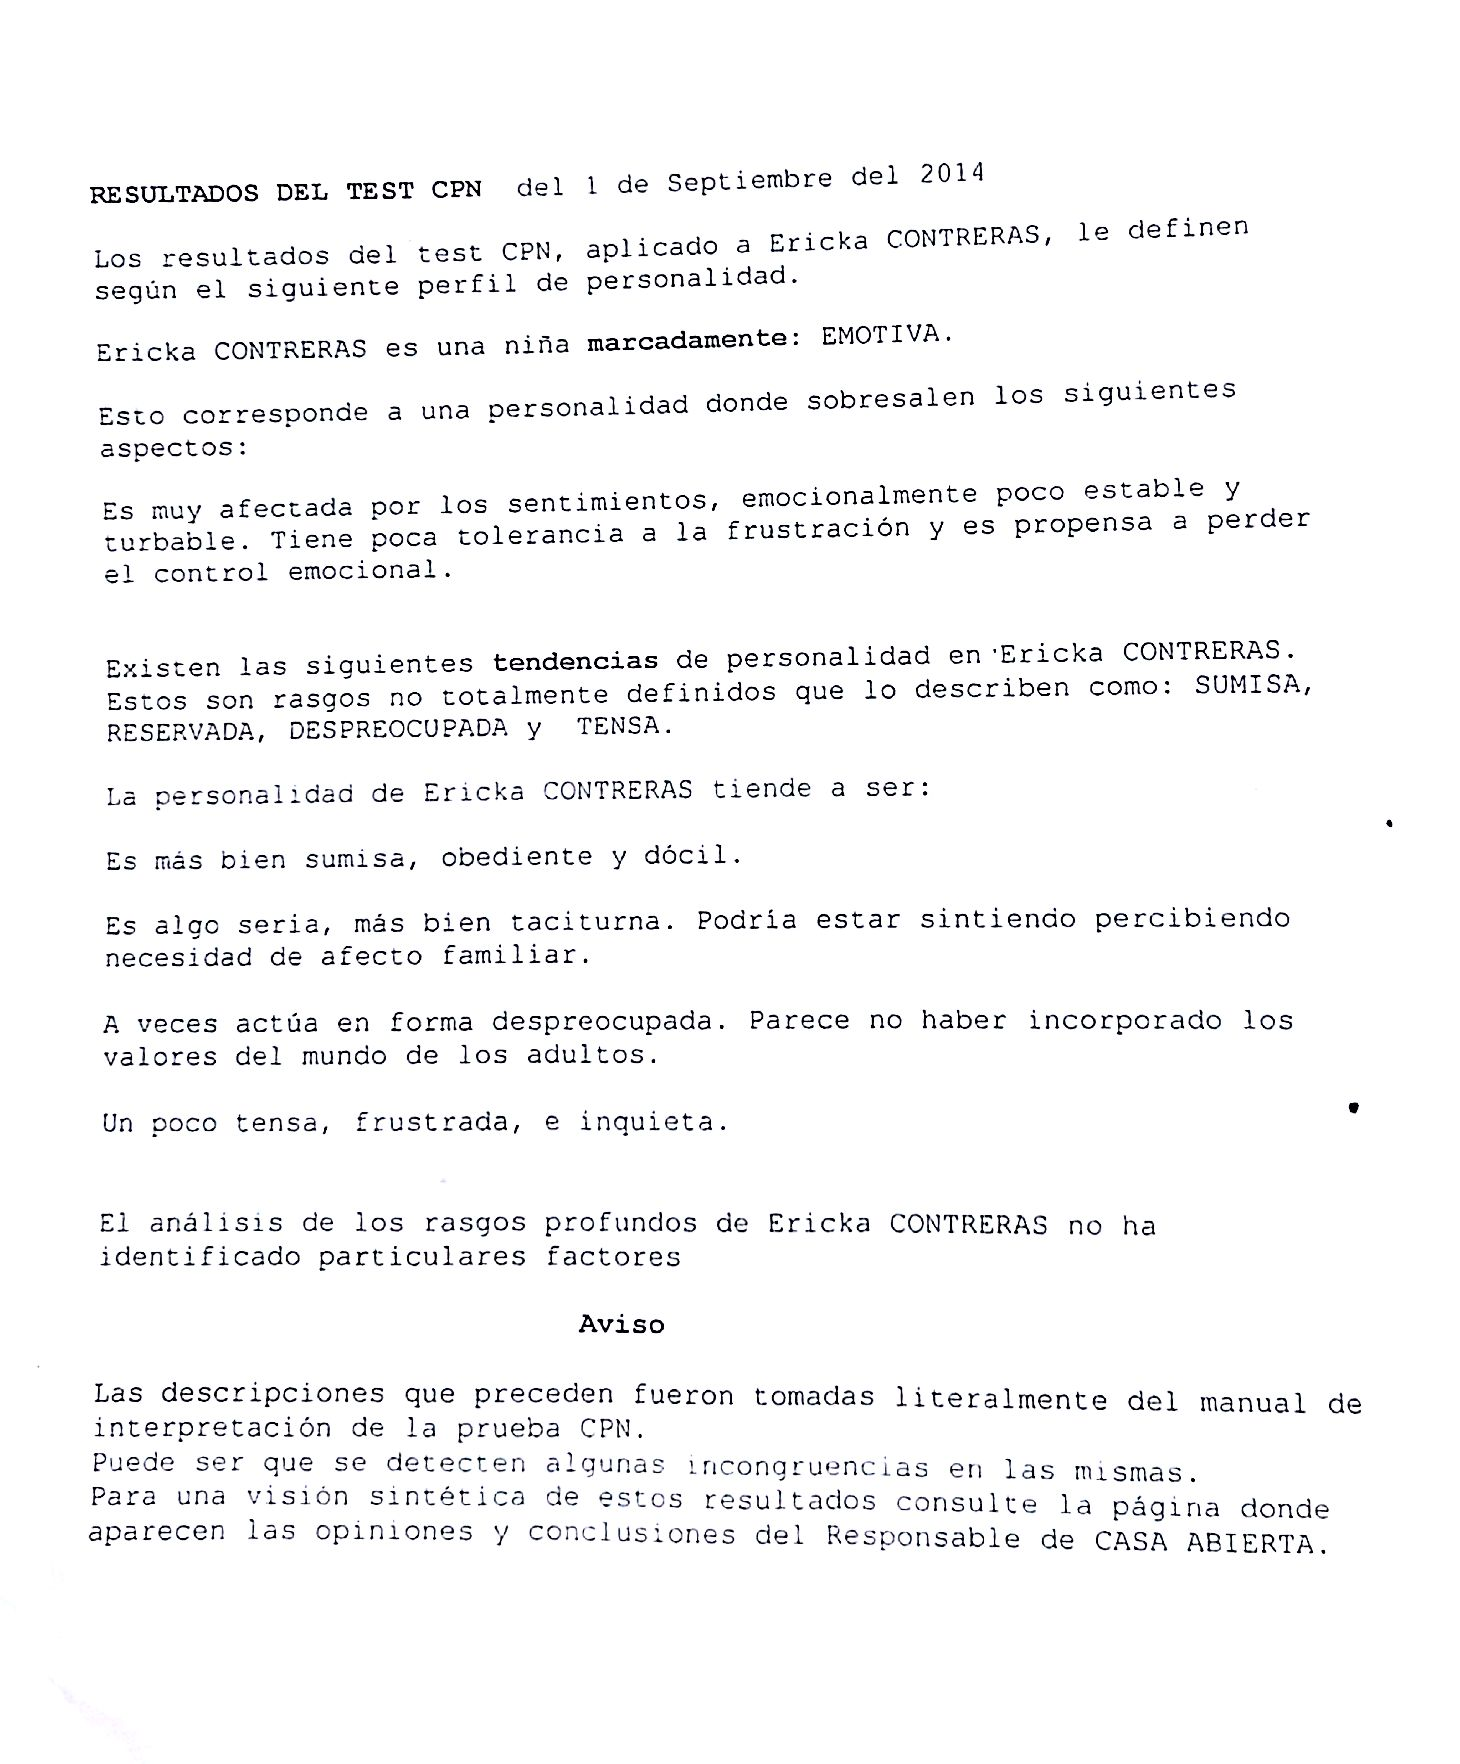 RESULTADOS DEL TEST CPN del 1 de Septiembre del 2014
Los resultados del test CPN, aplicado a Ericka CONTRERAS, le definen
según el siguiente perfil de personalidad.
Ericka CONTRERAS es una niña marcadamente: EMOTIVA.
Esto corresponde a una personalidad donde sobresalen los siguientes
aspectos:
Es muy afectada por los sentimientos, emocionalmente poco estable y
turbable. Tiene poca tolerancia a la frustración y es propensa a perder
el control emocional.
Existen las siguientes tendencias de personalidad en Ericka CONTRERAS.
Estos son rasgos no totalmente definidos que lo describen como: SUMISA,
RESERVADA, DESPREOCUPADA y TENSA.
La personalidad de Ericka CONTRERAS tiende a ser:
Es más bien sumisa, obediente y dócil.
Es algo seria, más bien taciturna. Podría estar sintiendo percibiendo
necesidad de afecto familiar.
A veces actúa en forma despreocupada. Parece no haber incorporado los
valores del mundo de los adultos.
Un poco tensa, frustrada, e inquieta.
El análisis de los rasgos profundos de Ericka CONTRERAS no ha
identificado particulares factores
Aviso
Las descripciones que preceden fueron tomadas literalmente del manual de
interpretación de la prueba CPN.
Puede ser que se detecten algunas incongruencias en las mismas.
Para una visión sintética de estos resultados consulte la página donde
aparecen las opiniones y conclusiones del Responsable de CASA ABIERTA.